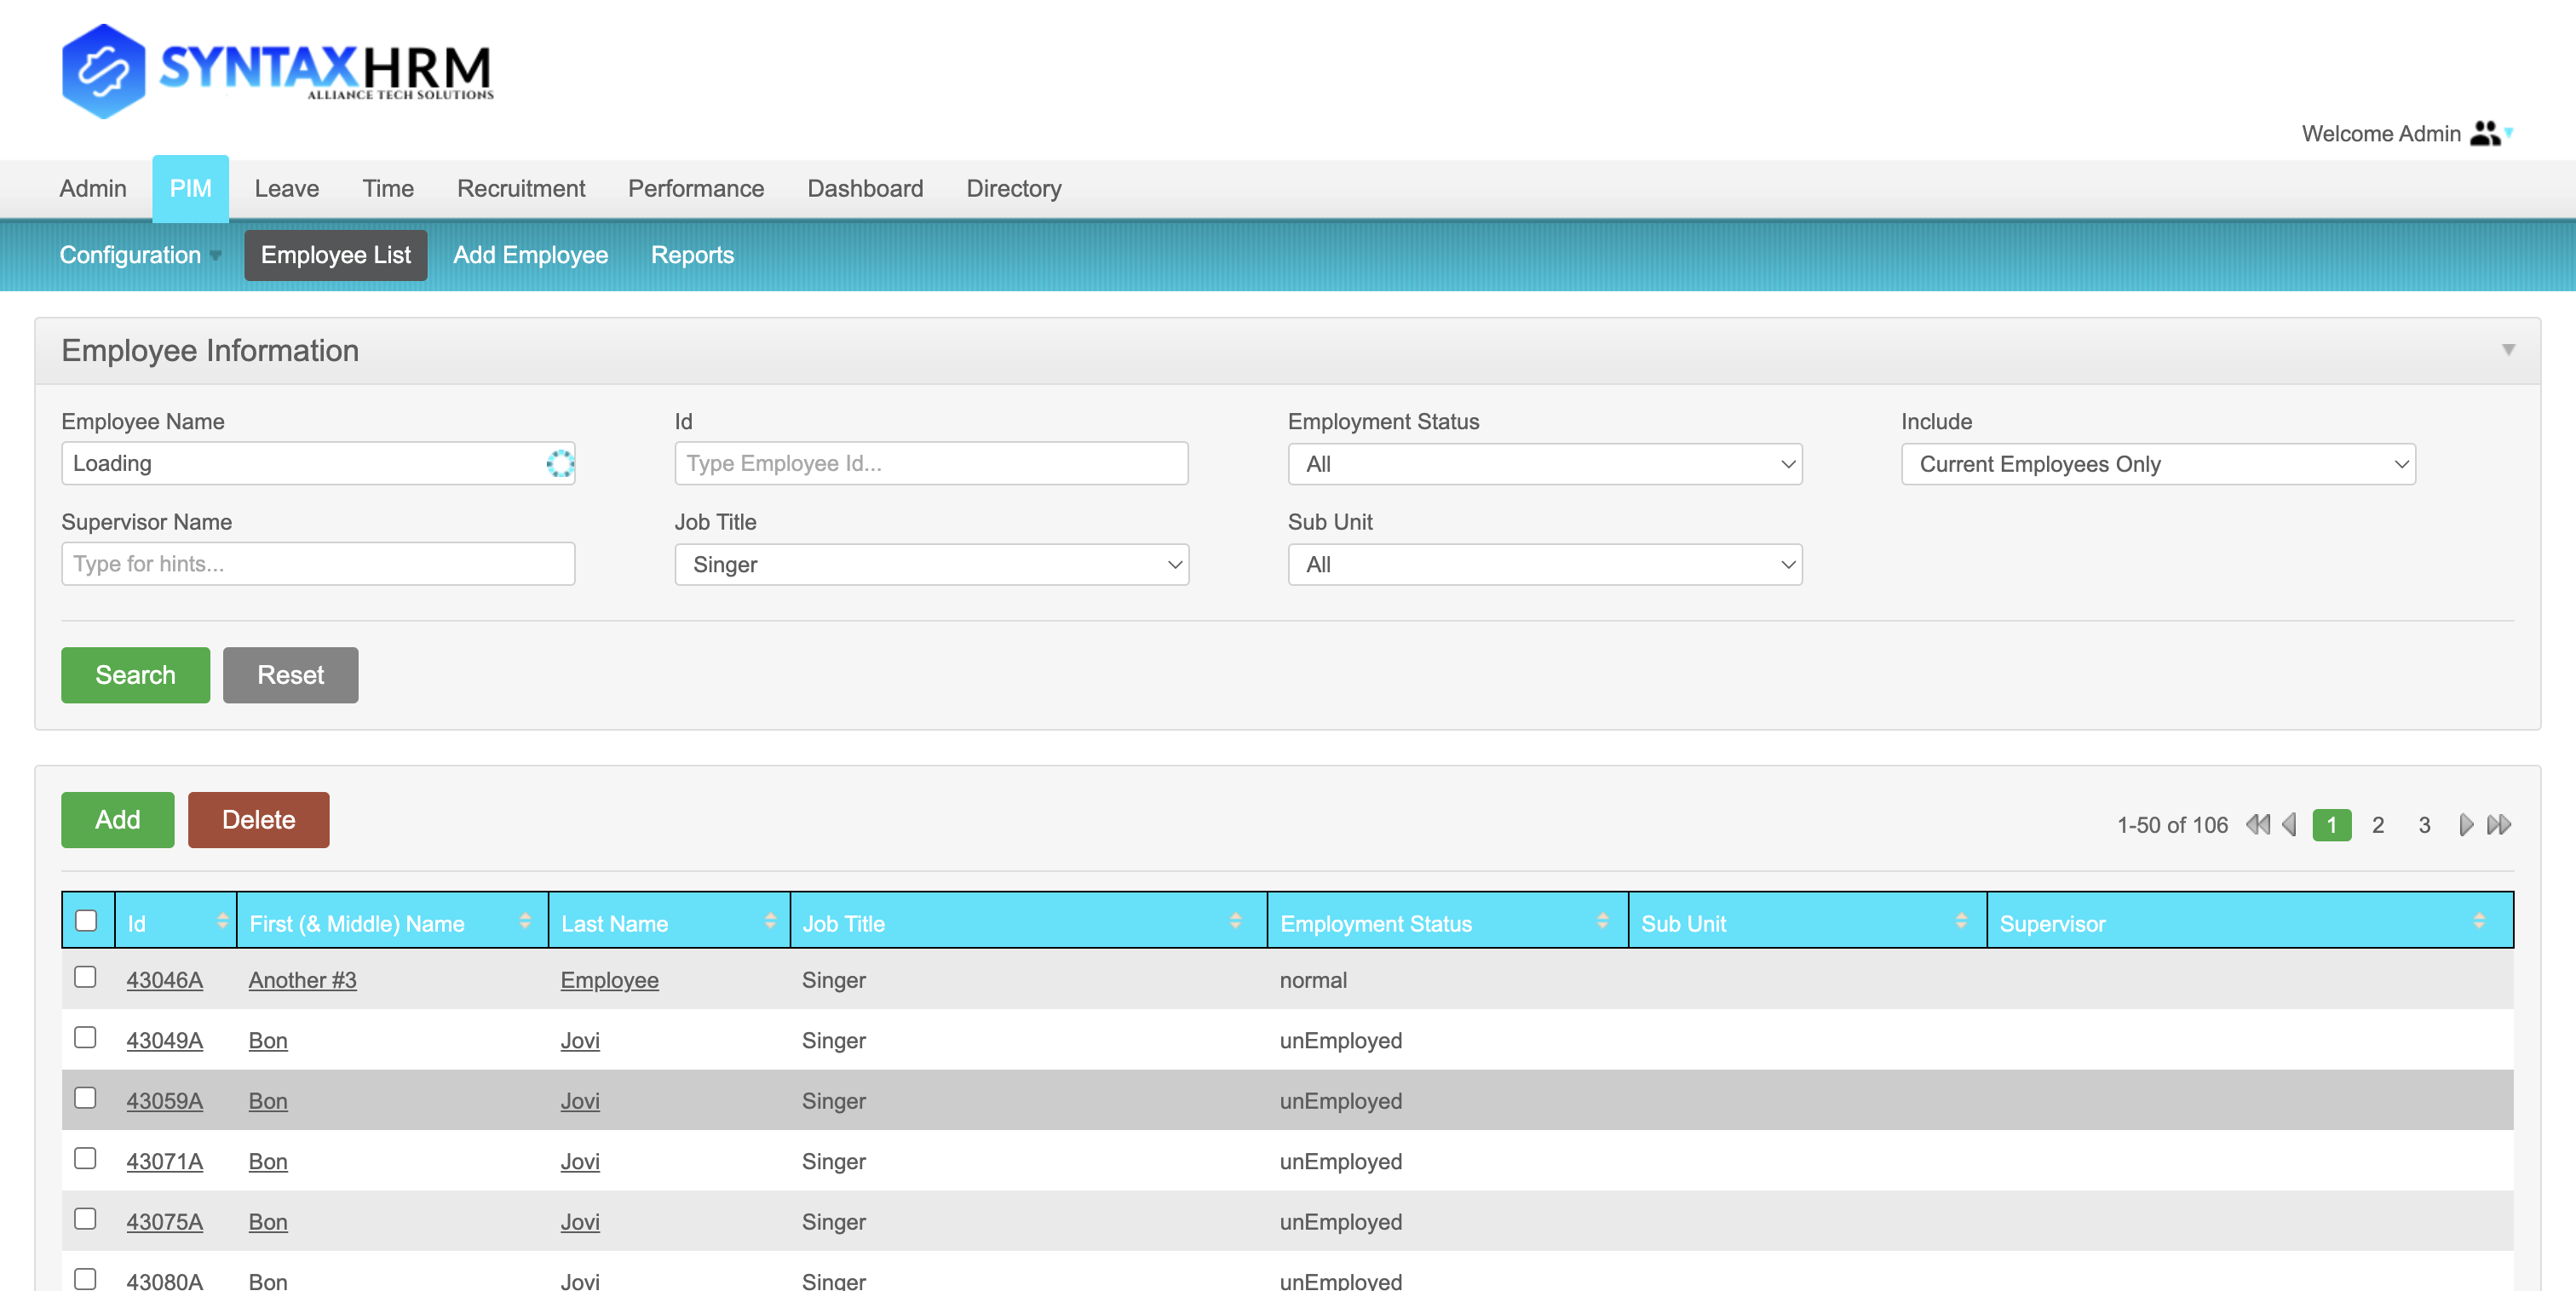 SYNTAXHRM
ALLIANCE TECH SOLUTIONS
Welcome Admin
Admin PIM Leave Time Recruitment Performance Dashboard Directory
Configuration Employee List Add Employee Reports
Employee Information
Employee Name Id Employment Status Include
Loading Type Employee Id... All Current Employees Only
Supervisor Name Job Title Sub Unit
Type for hints... Singer All
Search Reset
Add Delete 1-50 of 106 1 2 3
Id First (& Middle) Name Last Name Job Title Employment Status Sub Unit Supervisor
43046A Another #3 Employee Singer normal
43049A Bon Jovi Singer unEmployed
43059A Bon Jovi Singer unEmployed
43071A Bon Jovi Singer unEmployed
43075A Bon Jovi Singer unEmployed
43080A Bon Jovi Singer unEmployed